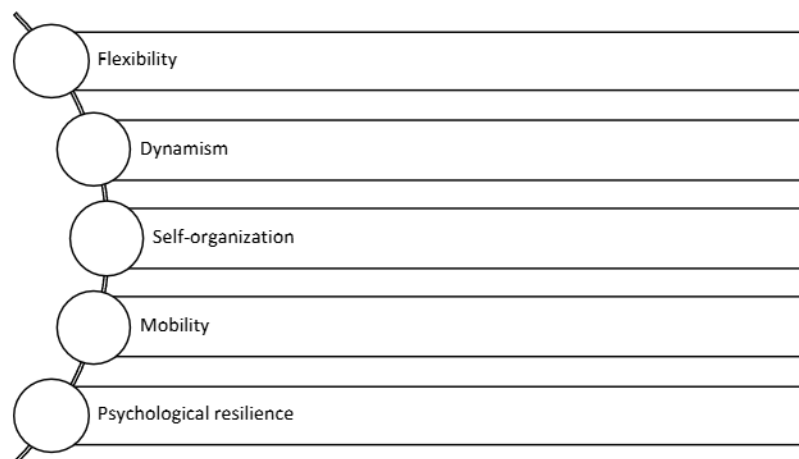 Flexibility
Dynamism
Self-organization
Mobility
Psychological resilience